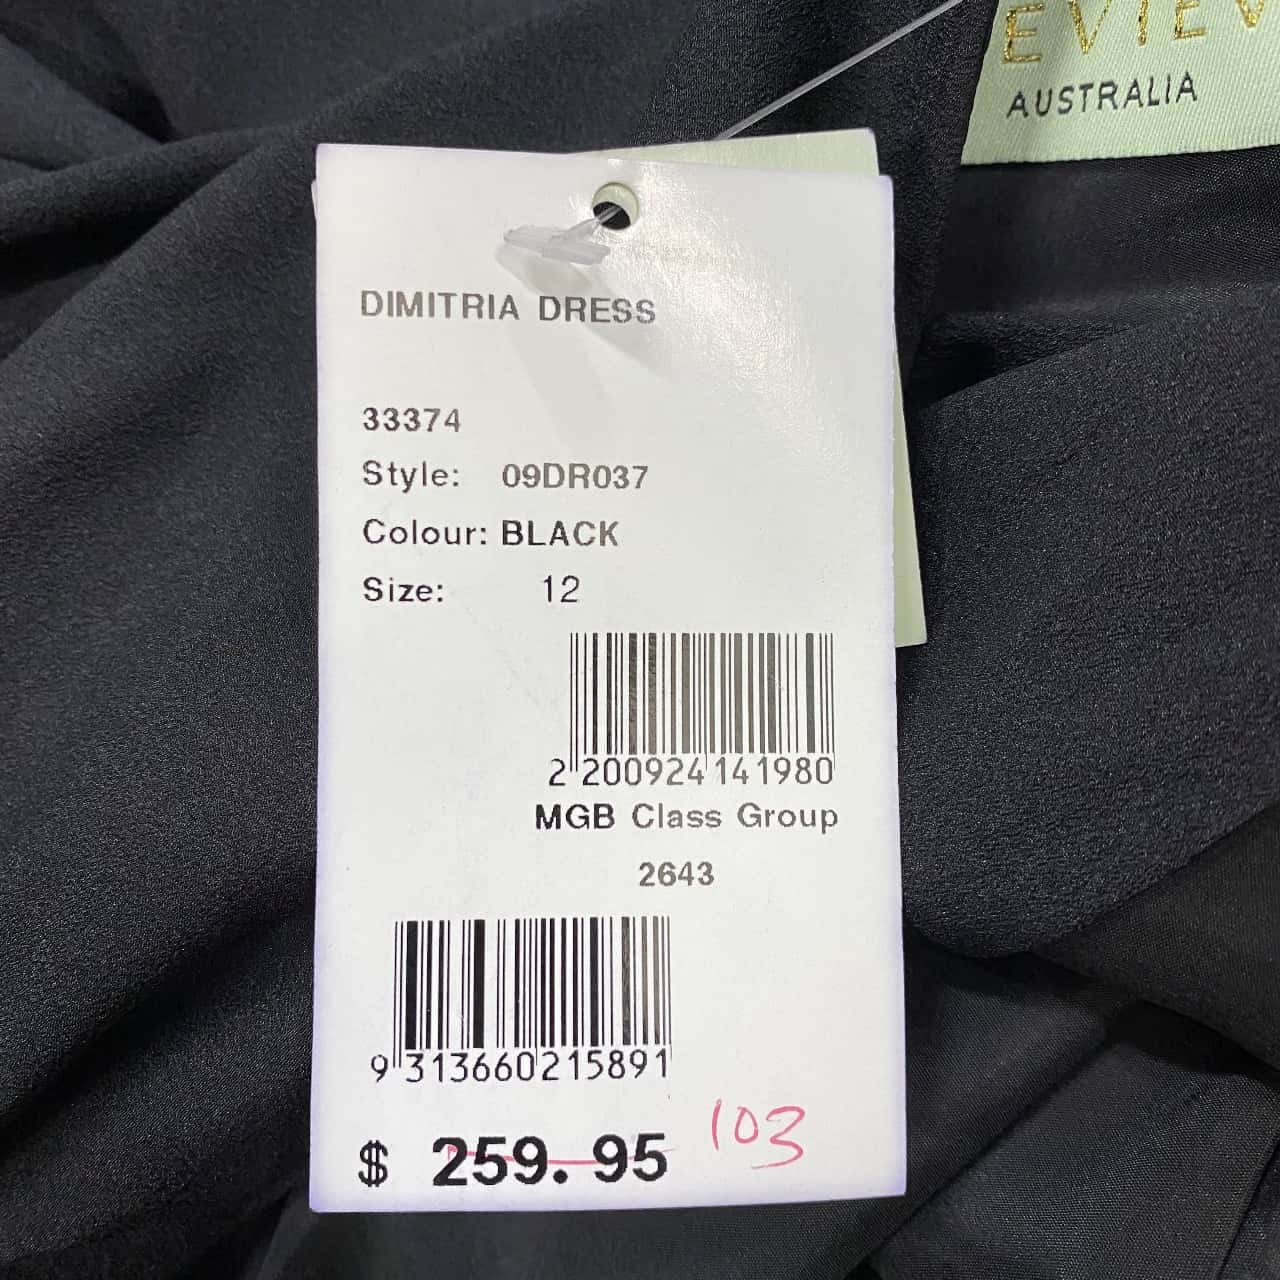 AUSTRALIA
DIMITRIA DRESS
33374
Style: 09DR037
Colour: BLACK
Size: 12
2 200924 141980
MGB Class Group
2643
9 313660 215891
$ 259.95 103